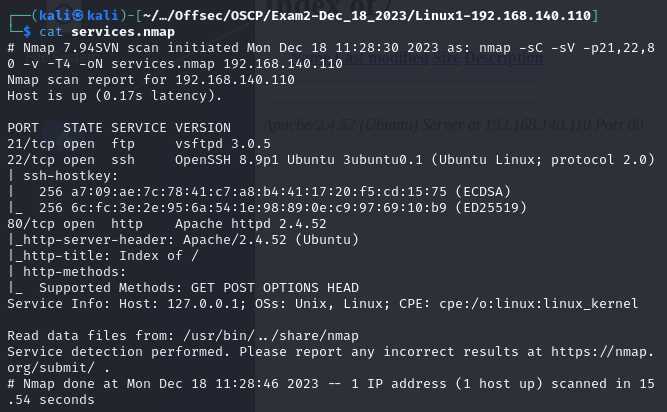 ┌──(kali㉿kali)-[~/…/Offsec/OSCP/Exam2-Dec_18_2023/Linux1-192.168.140.110]
└─$ cat services.nmap
# Nmap 7.94SVN scan initiated Mon Dec 18 11:28:30 2023 as: nmap -sC -sV -p21,22,8
0 -v -T4 -oN services.nmap 192.168.140.110
Nmap scan report for 192.168.140.110
Host is up (0.17s latency).
PORT   STATE SERVICE VERSION
21/tcp open  ftp     vsftpd 3.0.5
22/tcp open  ssh     OpenSSH 8.9p1 Ubuntu 3ubuntu0.1 (Ubuntu Linux; protocol 2.0)
| ssh-hostkey:
|   256 a7:09:ae:7c:78:41:c7:a8:b4:41:17:20:f5:cd:15:75 (ECDSA)
|_  256 6c:fc:3e:2e:95:6a:54:1e:98:89:0e:c9:97:69:10:b9 (ED25519)
80/tcp open  http    Apache httpd 2.4.52
|_http-server-header: Apache/2.4.52 (Ubuntu)
|_http-title: Index of /
| http-methods:
|_  Supported Methods: GET POST OPTIONS HEAD
Service Info: Host: 127.0.0.1; OSs: Unix, Linux; CPE: cpe:/o:linux:linux_kernel
Read data files from: /usr/bin/../share/nmap
Service detection performed. Please report any incorrect results at https://nmap.
org/submit/ .
# Nmap done at Mon Dec 18 11:28:46 2023 -- 1 IP address (1 host up) scanned in 15
.54 seconds
Index of /
modified Size Description
Apache/2.4.52 (Ubuntu) Server at 192.168.140.110 Port 80